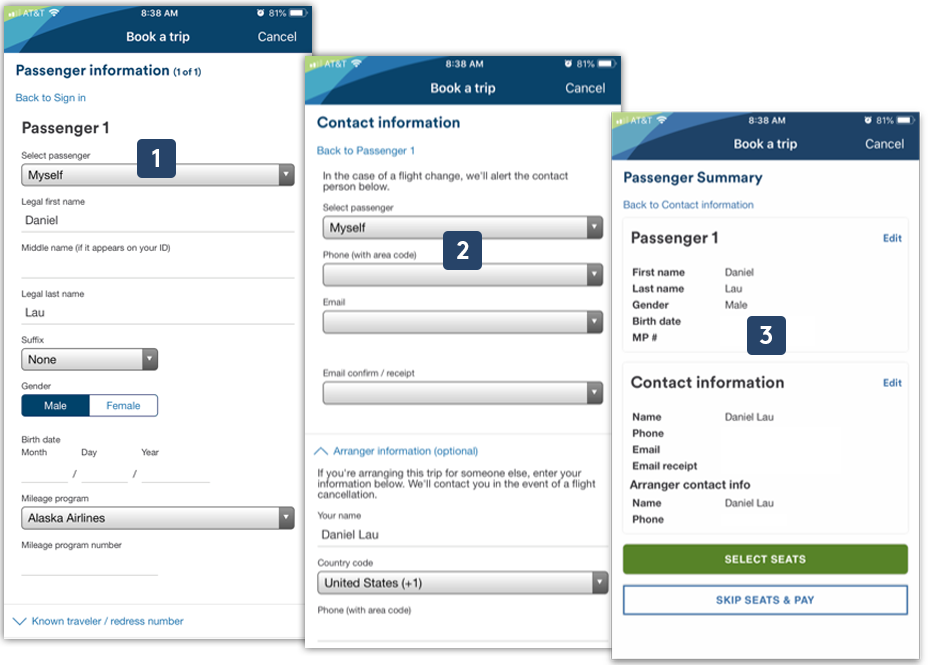 AT&T 8:38 AM 81%
Book a trip Cancel
Passenger information (1 of 1)
Back to Sign in
Passenger 1
1
Select passenger
Myself
Legal first name
Daniel
Middle name (if it appears on your ID)
Legal last name
Lau
Suffix
None
Gender
Male Female
Birth date
Month Day Year
/ /
Mileage program
Alaska Airlines
Mileage program number
Known traveler / redress number
AT&T 8:38 AM 81%
Book a trip Cancel
Contact information
Back to Passenger 1
In the case of a flight change, we'll alert the contact
person below.
Select passenger
Myself
2
Phone (with area code)
Email
Email confirm / receipt
Arranger information (optional)
If you're arranging this trip for someone else, enter your
information below. We'll contact you in the event of a flight
cancellation.
Your name
Daniel Lau
Country code
United States (+1)
Phone (with area code)
AT&T 8:38 AM 81%
Book a trip Cancel
Passenger Summary
Back to Contact information
Passenger 1 Edit
First name Daniel
Last name Lau
Gender Male
Birth date
MP #
3
Contact information Edit
Name Daniel Lau
Phone
Email
Email receipt
Arranger contact info
Name Daniel Lau
Phone
SELECT SEATS
SKIP SEATS & PAY